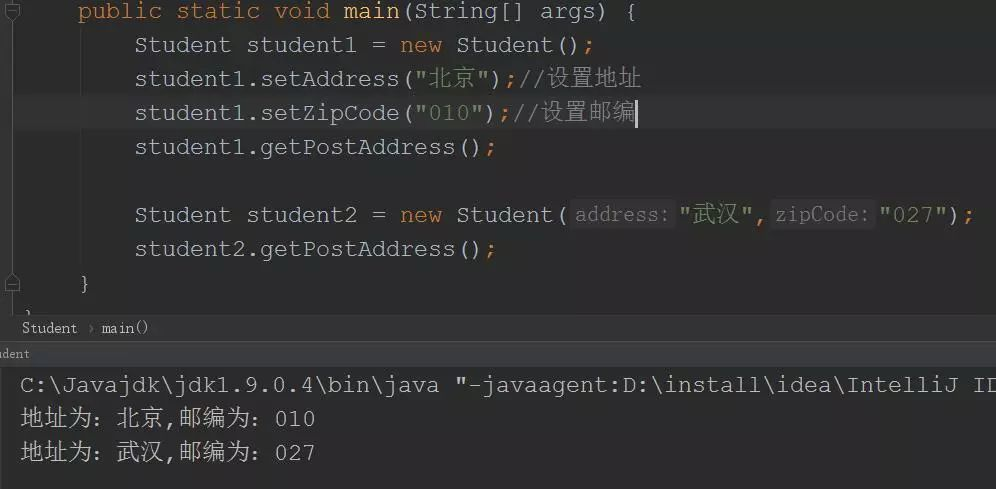 public static void main(String[] args) {
Student student1 = new Student();
student1.setAddress("北京");//设置地址
student1.setZipCode("010");//设置邮编
student1.getPostAddress();
Student student2 = new Student(address:"武汉",zipCode:"027");
student2.getPostAddress();
}
}
Student › main()
udent
C:\Javajdk\jdk1.9.0.4\bin\java "-javaagent:D:\install\idea\IntelliJ ID
地址为：北京,邮编为：010
地址为：武汉,邮编为：027